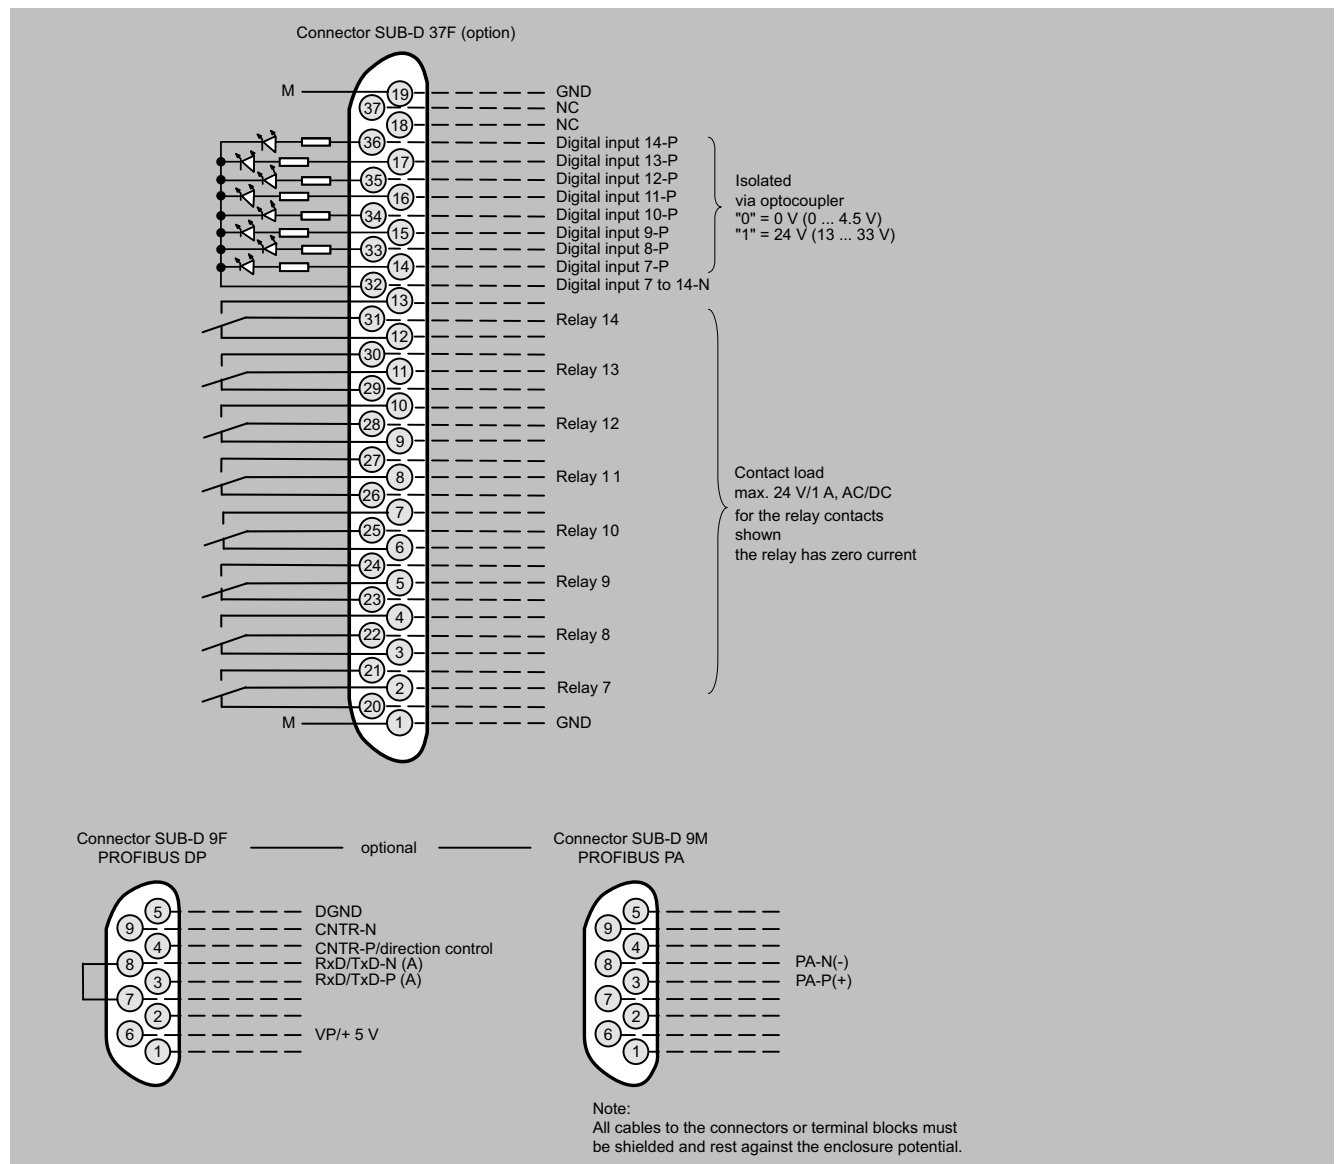 Connector SUB-D 37F (option)
M
19
GND
37
NC
18
NC
36
Digital input 14-P
17
Digital input 13-P
35
Digital input 12-P
16
Digital input 11-P
34
Digital input 10-P
15
Digital input 9-P
33
Digital input 8-P
14
Digital input 7-P
32
Digital input 7 to 14-N
Isolated
via optocoupler
"0" = 0 V (0 ... 4.5 V)
"1" = 24 V (13 ... 33 V)
13
31
Relay 14
12
30
11
Relay 13
29
10
28
Relay 12
9
27
8
Relay 11
26
7
25
Relay 10
6
24
5
Relay 9
23
4
22
Relay 8
3
21
2
Relay 7
20
M
1
GND
Contact load
max. 24 V/1 A, AC/DC
for the relay contacts
shown
the relay has zero current
Connector SUB-D 9F
PROFIBUS DP
optional
Connector SUB-D 9M
PROFIBUS PA
5
DGND
9
CNTR-N
4
CNTR-P/direction control
8
RxD/TxD-N (A)
3
RxD/TxD-P (A)
7
2
6
VP/+ 5 V
1
5
9
4
8
PA-N(-)
3
PA-P(+)
7
2
6
1
Note:
All cables to the connectors or terminal blocks must
be shielded and rest against the enclosure potential.